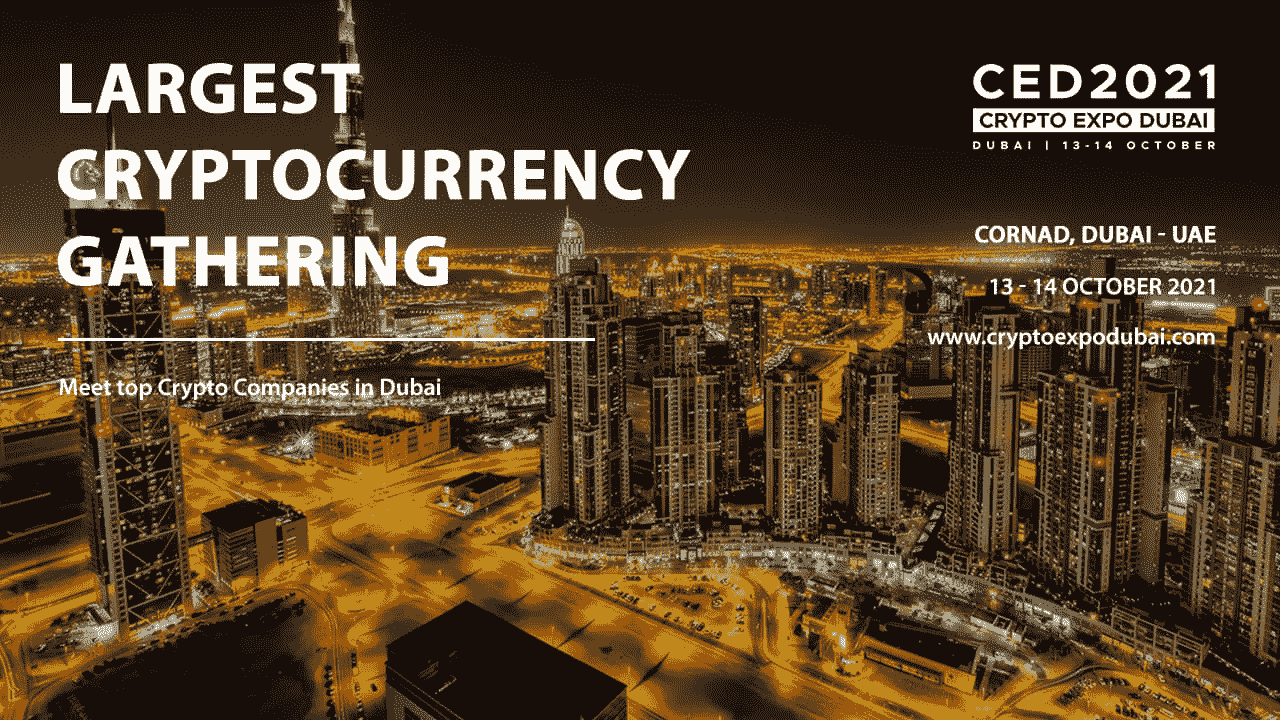 LARGEST
CRYPTOCURRENCY
GATHERING
Meet top Crypto Companies in Dubai
CED2021
CRYPTO EXPO DUBAI
DUBAI | 13-14 OCTOBER
CORNAD, DUBAI - UAE
13 - 14 OCTOBER 2021
www.cryptoexpodubai.com